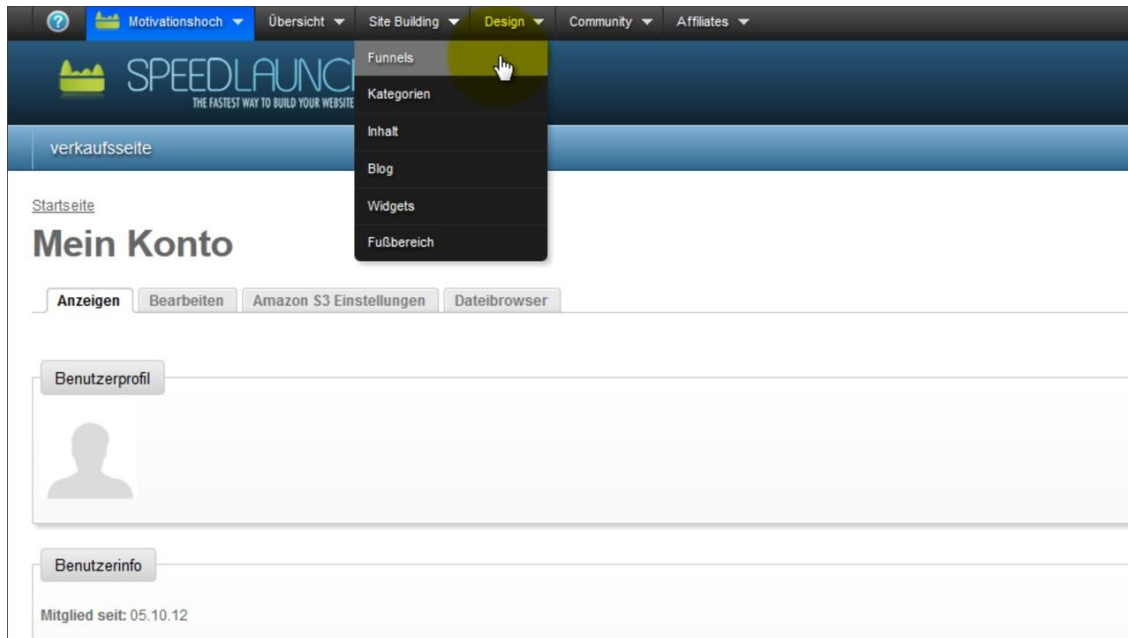 ? Motivationshoch Übersicht Site Building Design Community Affiliates
SPEEDLAUNC
THE FASTEST WAY TO BUILD YOUR WEBSITE
Funnels
Kategorien
Inhalt
Blog
Widgets
Fußbereich
verkaufsseite
Startseite
Mein Konto
Anzeigen Bearbeiten Amazon S3 Einstellungen Dateibrowser
Benutzerprofil
Benutzerinfo
Mitglied seit: 05.10.12